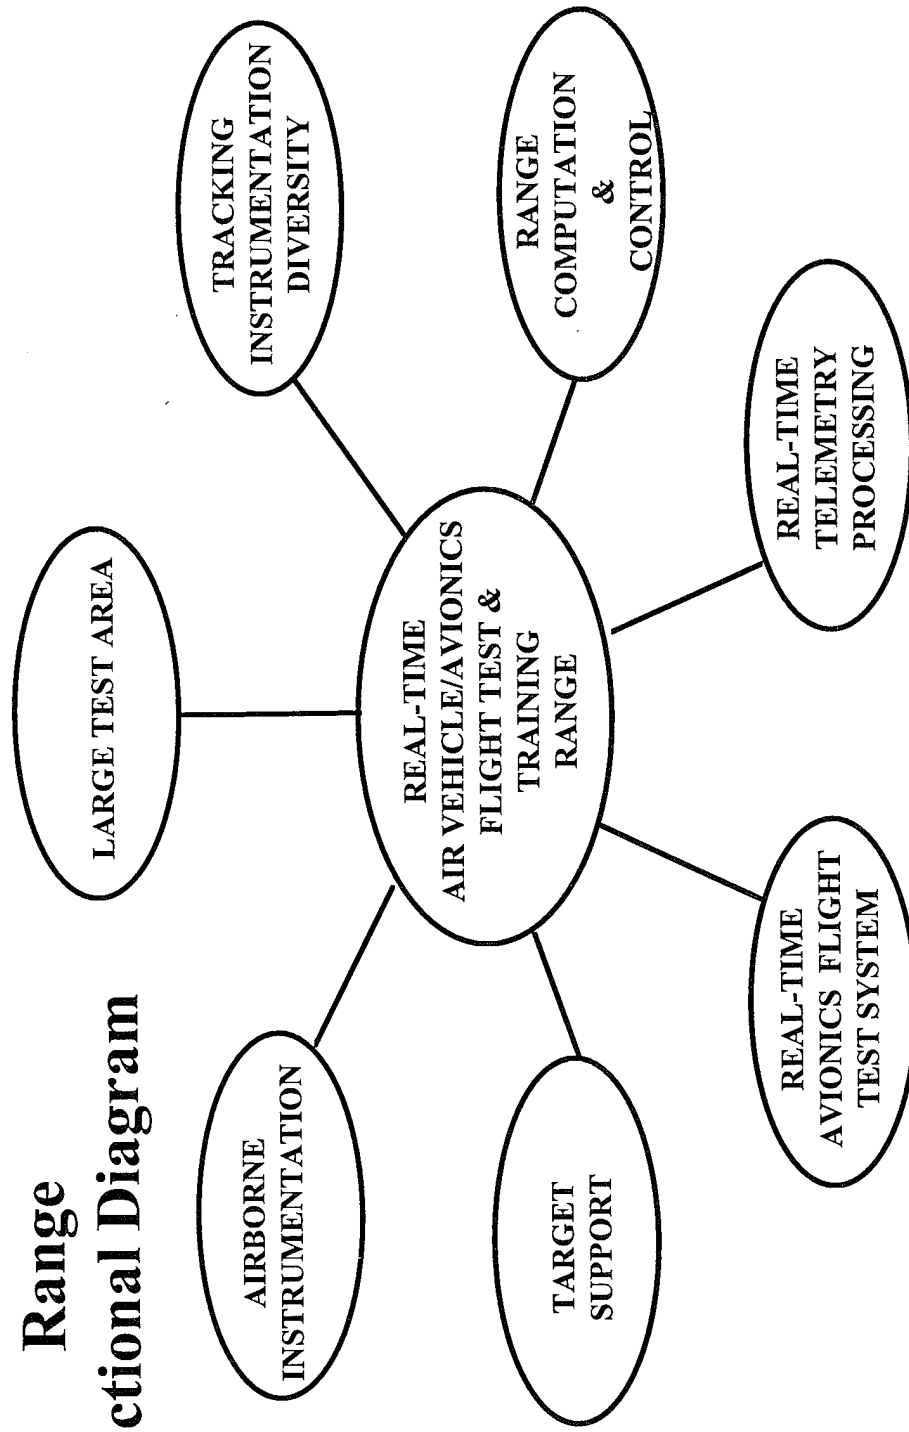 Range
ctional Diagram
LARGE TEST AREA
AIRBORNE
INSTRUMENTATION
TRACKING
INSTRUMENTATION
DIVERSITY
REAL-TIME
AIR VEHICLE/AVIONICS
FLIGHT TEST &
TRAINING
RANGE
TARGET
SUPPORT
RANGE
COMPUTATION
&
CONTROL
REAL-TIME
AVIONICS FLIGHT
TEST SYSTEM
REAL-TIME
TELEMETRY
PROCESSING